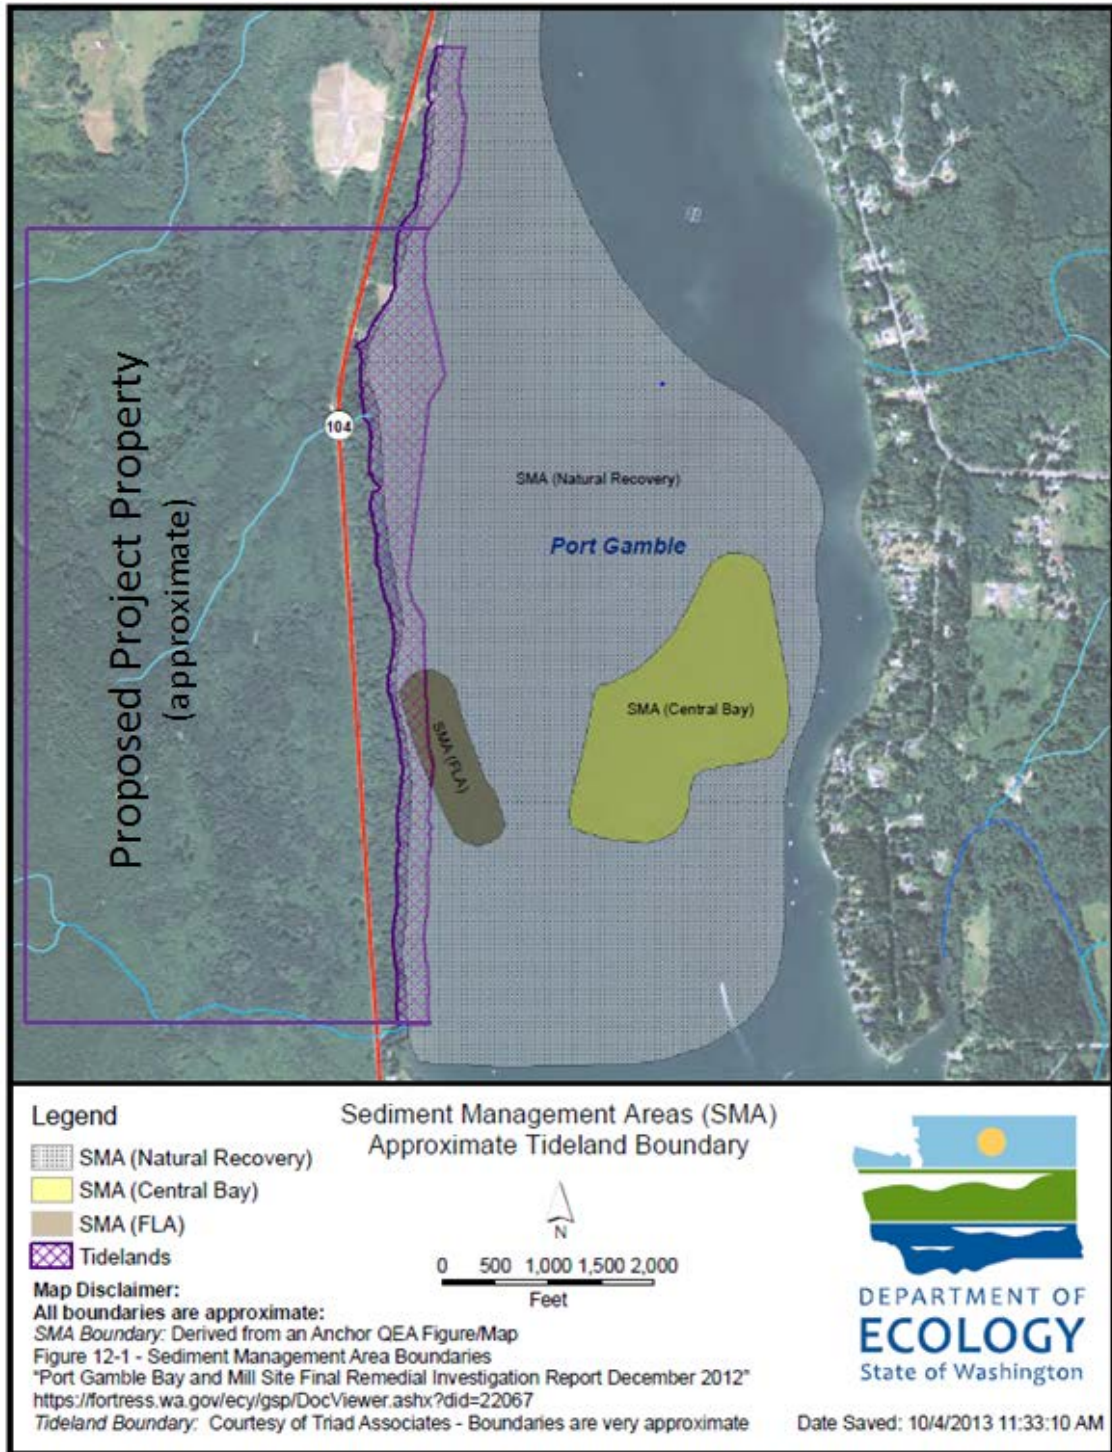 Proposed Project Property
(approximate)
104
SMA (Natural Recovery)
Port Gamble
SMA (Central Bay)
SMA (FLA)
Legend
SMA (Natural Recovery)
SMA (Central Bay)
SMA (FLA)
Tidelands
Sediment Management Areas (SMA)
Approximate Tideland Boundary
N
0 500 1,000 1,500 2,000
Feet
Map Disclaimer:
All boundaries are approximate:
SMA Boundary: Derived from an Anchor QEA Figure/Map
Figure 12-1 - Sediment Management Area Boundaries
"Port Gamble Bay and Mill Site Final Remedial Investigation Report December 2012"
https://fortress.wa.gov/ecy/gsp/DocViewer.ashx?did=22067
Tideland Boundary: Courtesy of Triad Associates - Boundaries are very approximate
DEPARTMENT OF
ECOLOGY
State of Washington
Date Saved: 10/4/2013 11:33:10 AM